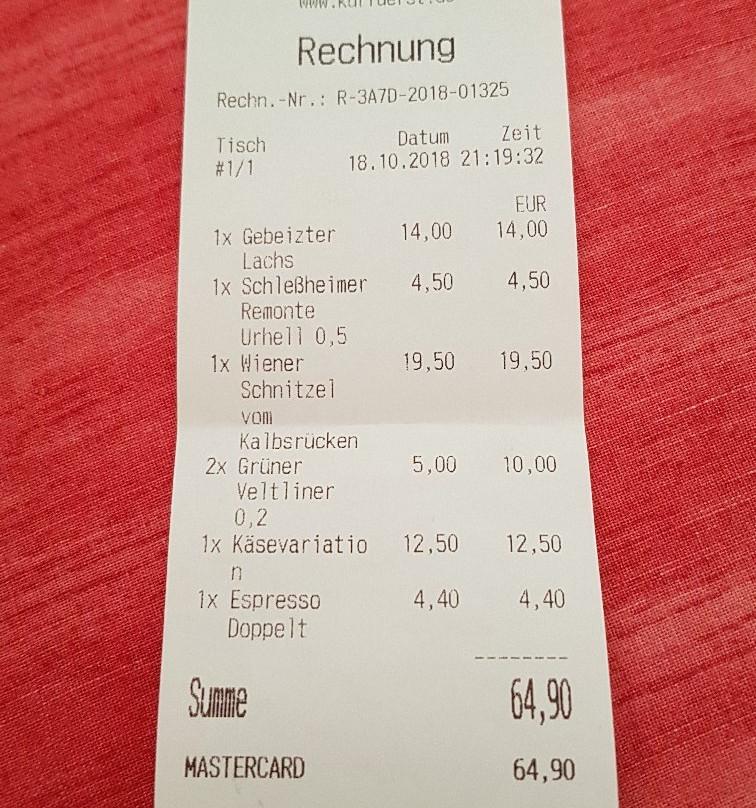 Rechnung
Rechn.-Nr.: R-3A7D-2018-01325
Tisch Datum Zeit
#1/1 18.10.2018 21:19:32
EUR
1x Gebeizter 14,00 14,00
Lachs
1x Schleßheimer 4,50 4,50
Remonte
Urhell 0,5
1x Wiener 19,50 19,50
Schnitzel
vom
Kalbsrücken
2x Grüner 5,00 10,00
Veltliner
0,2
1x Käsevariatio 12,50 12,50
n
1x Espresso 4,40 4,40
Doppelt
--------
Summe 64,90
MASTERCARD 64,90